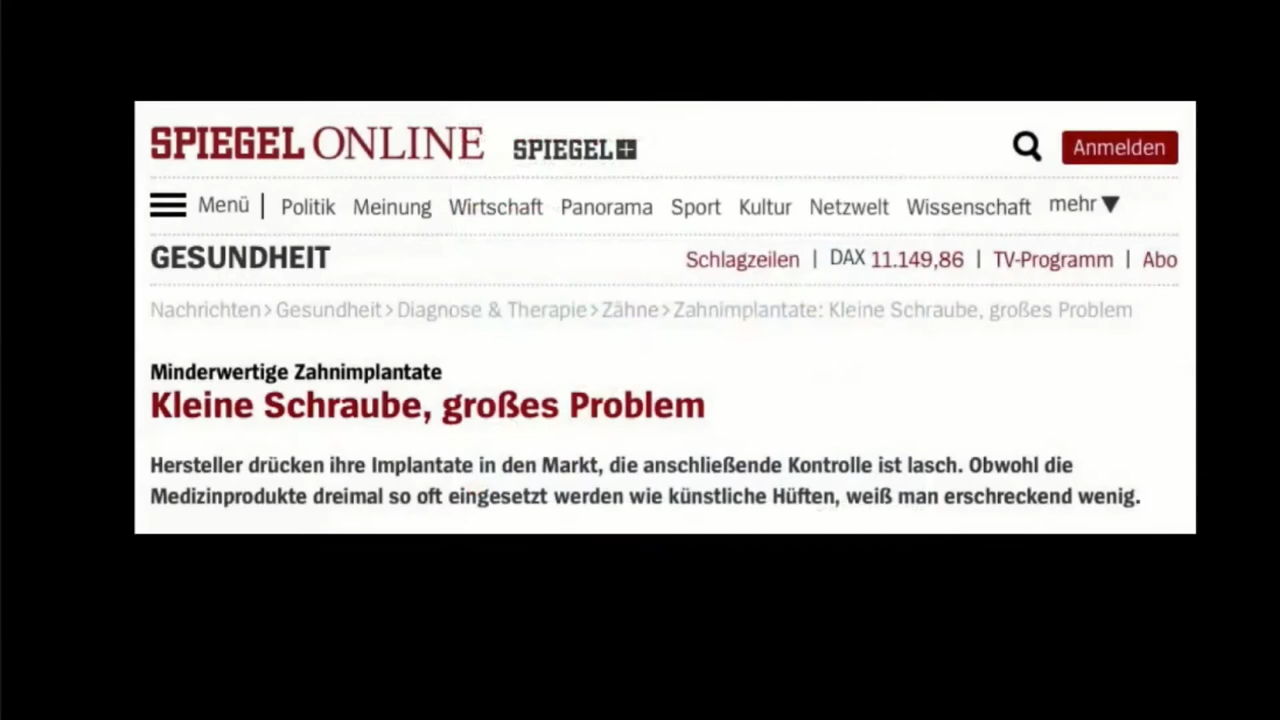 SPIEGEL ONLINE SPIEGEL+ Anmelden
Menü | Politik Meinung Wirtschaft Panorama Sport Kultur Netzwelt Wissenschaft mehr ▼
GESUNDHEIT Schlagzeilen | DAX 11.149,86 | TV-Programm | Abo
Nachrichten > Gesundheit > Diagnose & Therapie > Zähne > Zahnimplantate: Kleine Schraube, großes Problem
Minderwertige Zahnimplantate
Kleine Schraube, großes Problem
Hersteller drücken ihre Implantate in den Markt, die anschließende Kontrolle ist lasch. Obwohl die
Medizinprodukte dreimal so oft eingesetzt werden wie künstliche Hüften, weiß man erschreckend wenig.